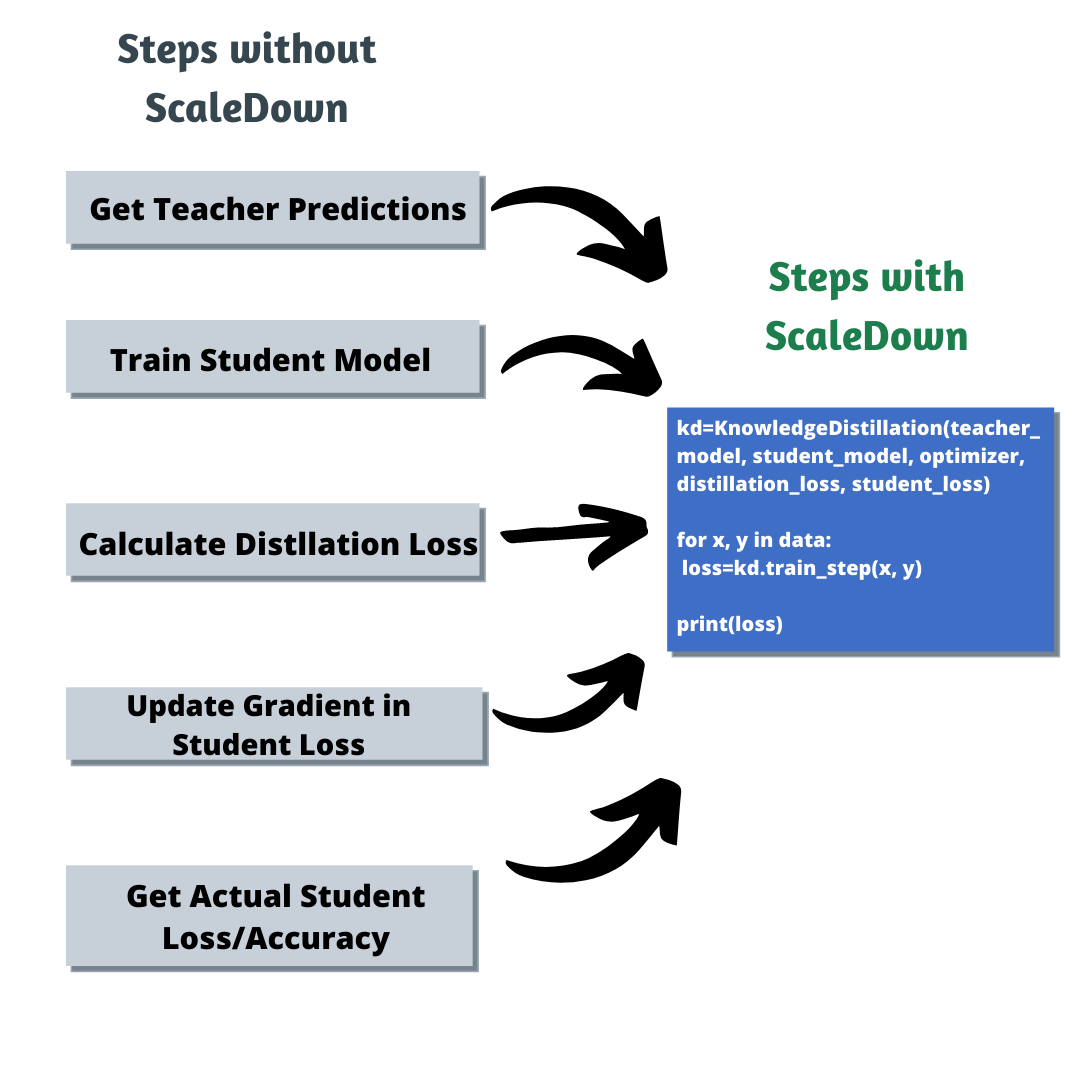 Steps without
ScaleDown
Get Teacher Predictions
Train Student Model
Calculate Distllation Loss
Update Gradient in
Student Loss
Get Actual Student
Loss/Accuracy
Steps with
ScaleDown
kd=KnowledgeDistillation(teacher_
model, student_model, optimizer,
distillation_loss, student_loss)
for x, y in data:
loss=kd.train_step(x, y)
print(loss)